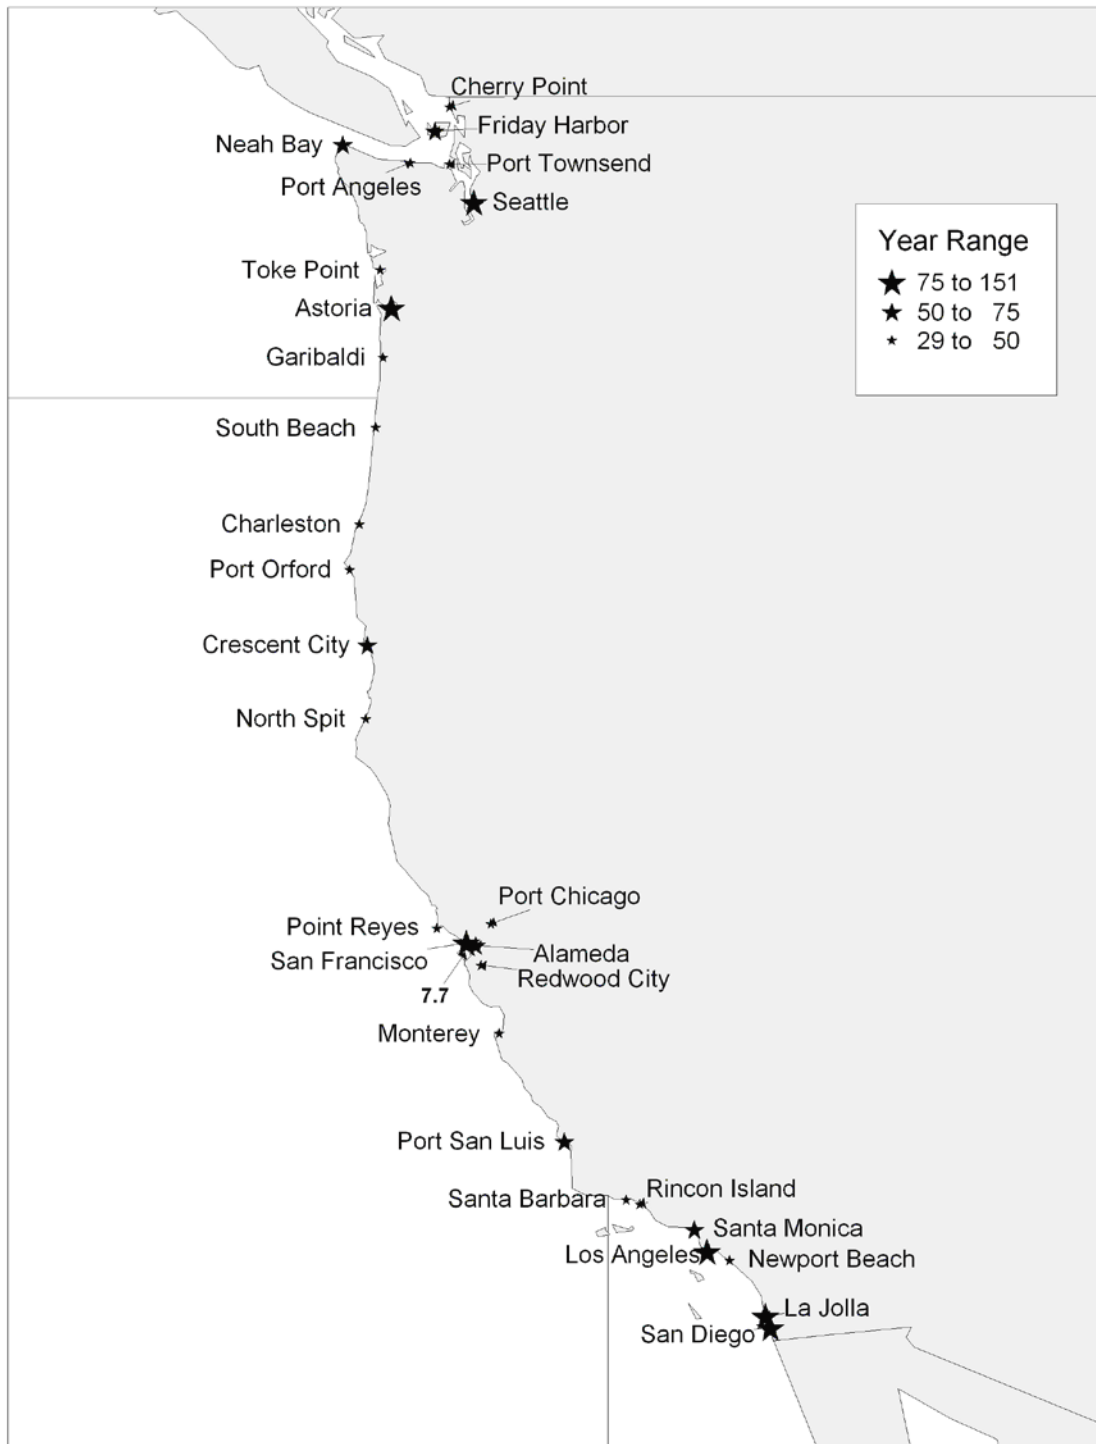 Cherry Point
Friday Harbor
Neah Bay
Port Townsend
Port Angeles
Seattle
Year Range
75 to 151
50 to 75
29 to 50
Toke Point
Astoria
Garibaldi
South Beach
Charleston
Port Orford
Crescent City
North Spit
Port Chicago
Point Reyes
Alameda
San Francisco
Redwood City
7.7
Monterey
Port San Luis
Rincon Island
Santa Barbara
Santa Monica
Los Angeles
Newport Beach
La Jolla
San Diego